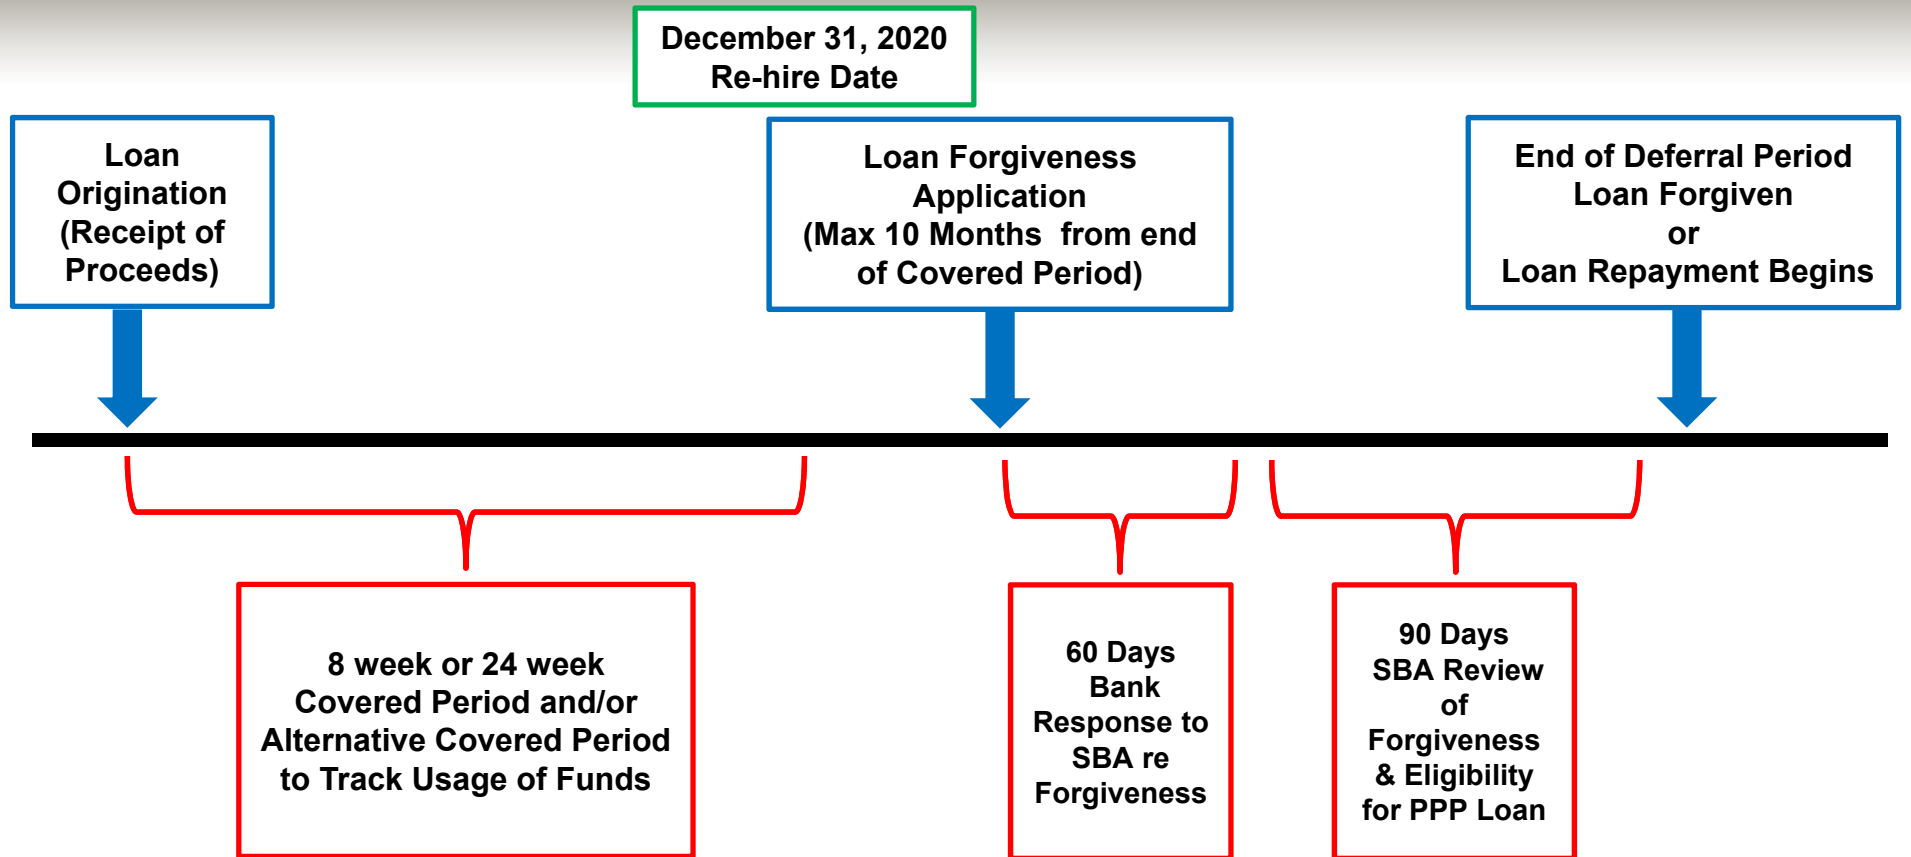 December 31, 2020
Re-hire Date
Loan
Origination
(Receipt of
Proceeds)
Loan Forgiveness
Application
(Max 10 Months  from end
of Covered Period)
End of Deferral Period
Loan Forgiven
or
Loan Repayment Begins
8 week or 24 week
Covered Period and/or
Alternative Covered Period
to Track Usage of Funds
60 Days
Bank
Response to
SBA re
Forgiveness
90 Days
SBA Review
of
Forgiveness
& Eligibility
for PPP Loan